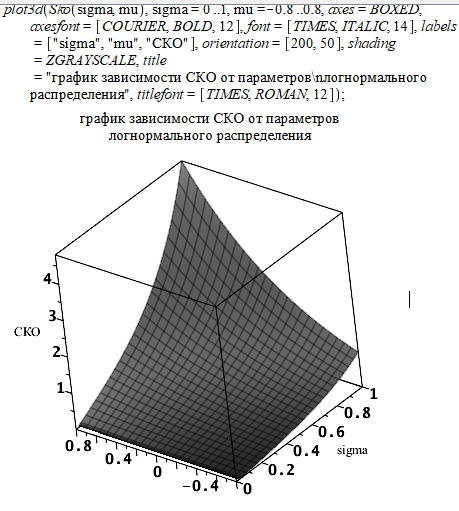 plot3d(Sko(sigma, mu), sigma = 0 ..1, mu =−0.8 ..0.8, axes = BOXED,
axesfont = [COURIER, BOLD, 12], font = [TIMES, ITALIC, 14], labels
= ["sigma", "mu", "СКО"], orientation = [200, 50], shading
= ZGRAYSCALE, title
= "график зависимости СКО от параметров\nлогнормального
распределения", titlefont = [TIMES, ROMAN, 12]);
график зависимости СКО от параметров
логнормального распределения
4
3
СКО
2
1
0.8
0.4
0
−0.4
0
0.2
0.4
sigma
0.6
0.8
1